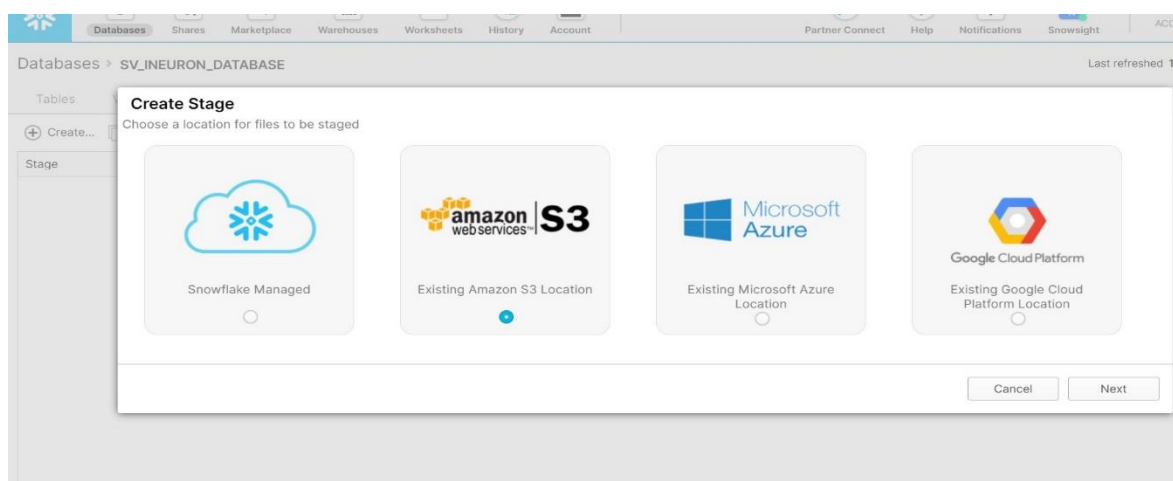 Databases Shares Marketplace Warehouses Worksheets History Account Partner Connect Help Notifications Snowsight
Databases > SV_INEURON_DATABASE Last refreshed 1
Tables
Create Stage
Create...
Choose a location for files to be staged
Stage
amazon web services™ S3
Microsoft Azure
Google Cloud Platform
Snowflake Managed
Existing Amazon S3 Location
Existing Microsoft Azure
Location
Existing Google Cloud
Platform Location
Cancel Next